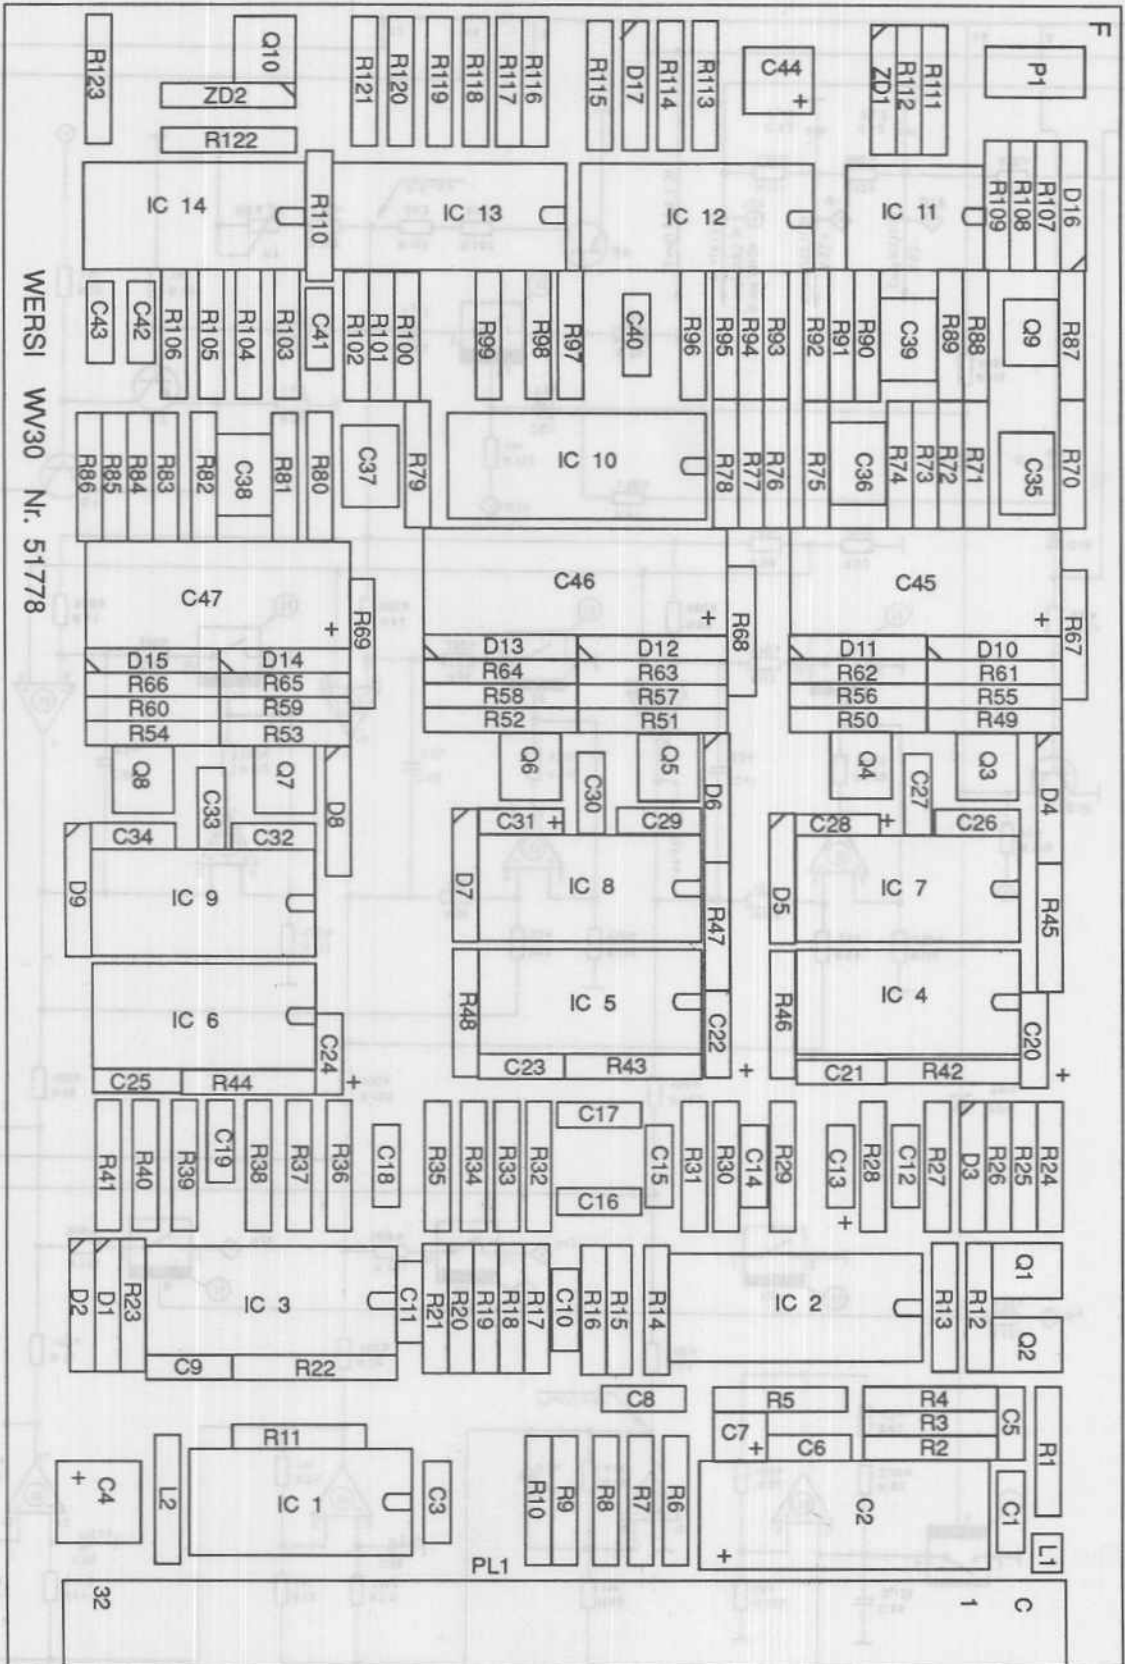 F
R123
Q10
ZD2
R122
R121
R120
R119
R118
R117
R116
R115
D17
R114
R113
C44
+
ZD1
R112
R111
P1
IC 14
R110
IC 13
IC 12
IC 11
R109
R108
R107
D16
C43
C42
R106
R105
R104
R103
C41
R102
R101
R100
R99
R98
R97
C40
R96
R95
R94
R93
R92
R91
R90
C39
R89
R88
Q9
R87
R86
R85
R84
R83
R82
C38
R81
R80
C37
R79
IC 10
R78
R77
R76
R75
C36
R74
R73
R72
R71
C35
R70
C47
+
R69
C46
+
R68
C45
+
R67
D15
D14
D13
D12
D11
D10
R66
R65
R64
R63
R62
R61
R60
R59
R58
R57
R56
R55
R54
R53
R52
R51
R50
R49
Q8
C33
Q7
D8
Q6
C30
Q5
D6
Q4
C27
Q3
D4
C34
C32
C31 +
C29
C28 +
C26
D9
IC 9
D7
IC 8
R47
D5
IC 7
R45
IC 6
C24
+
R48
IC 5
C22
+
R46
IC 4
C20
+
C25
R44
C23
R43
C21
R42
R41
R40
R39
C19
R38
R37
R36
C18
R35
R34
R33
R32
C17
C16
C15
R31
R30
C14
R29
C13
+
R28
C12
R27
D3
R26
R25
R24
D2
D1
R23
IC 3
C11
R21
R20
R19
R18
R17
C10
R16
R15
R14
IC 2
R13
R12
Q1
Q2
C9
R22
C8
R5
R4
C5
R1
C7
+
C6
R3
R2
R11
C4
+
L2
IC 1
C3
R10
R9
R8
R7
R6
C2
+
C1
L1
PL1
32
1
C
WERSI WV30 Nr. 51778